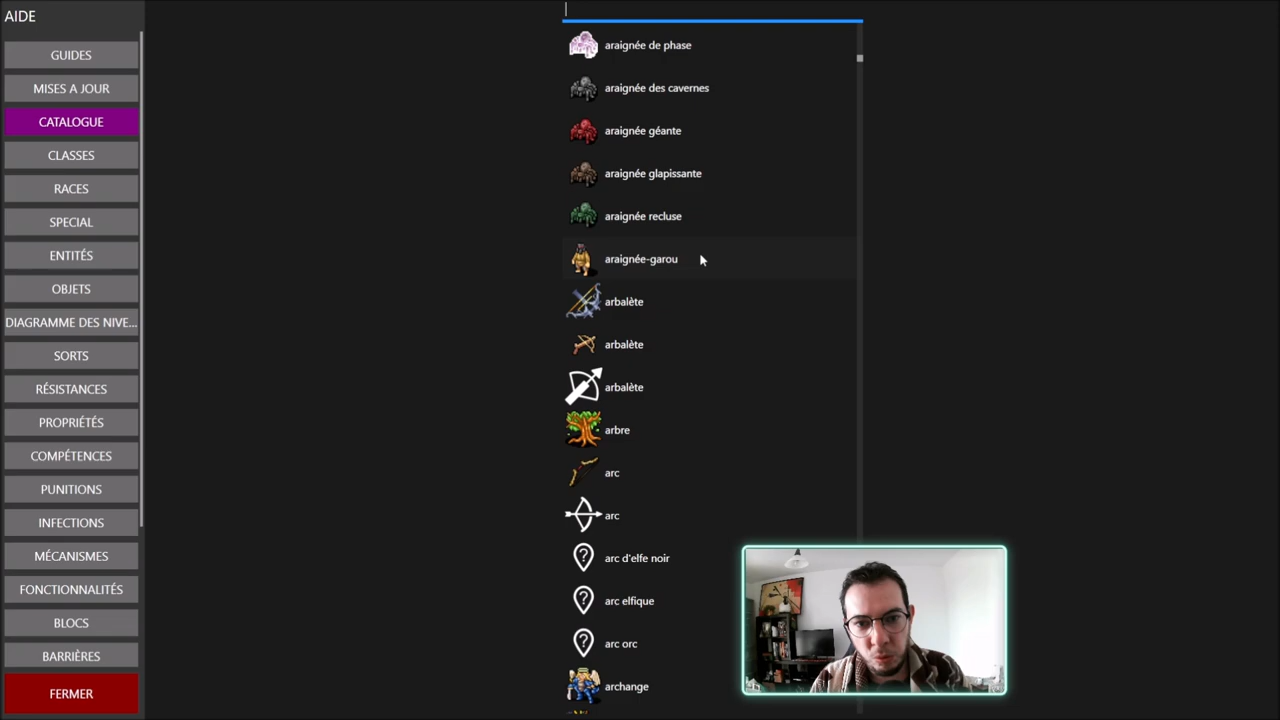 AIDE
GUIDES
MISES A JOUR
CATALOGUE
CLASSES
RACES
SPECIAL
ENTITÉS
OBJETS
DIAGRAMME DES NIVE...
SORTS
RÉSISTANCES
PROPRIÉTÉS
COMPÉTENCES
PUNITIONS
INFECTIONS
MÉCANISMES
FONCTIONNALITÉS
BLOCS
BARRIÈRES
FERMER
araignée de phase
araignée des cavernes
araignée géante
araignée glapissante
araignée recluse
araignée-garou
arbalète
arbalète
arbalète
arbre
arc
arc
arc d'elfe noir
arc elfique
arc orc
archange